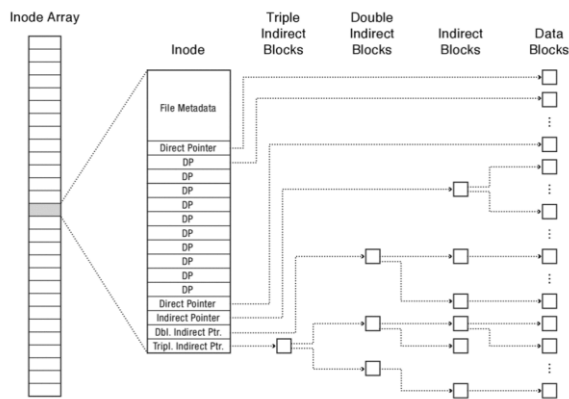 Inode Array
Inode
Triple
Indirect
Blocks
Double
Indirect
Blocks
Indirect
Blocks
Data
Blocks
File Metadata
Direct Pointer
DP
DP
DP
DP
DP
DP
DP
DP
DP
DP
Direct Pointer
Indirect Pointer
Dbl. Indirect Ptr.
Tripl. Indirect Ptr.